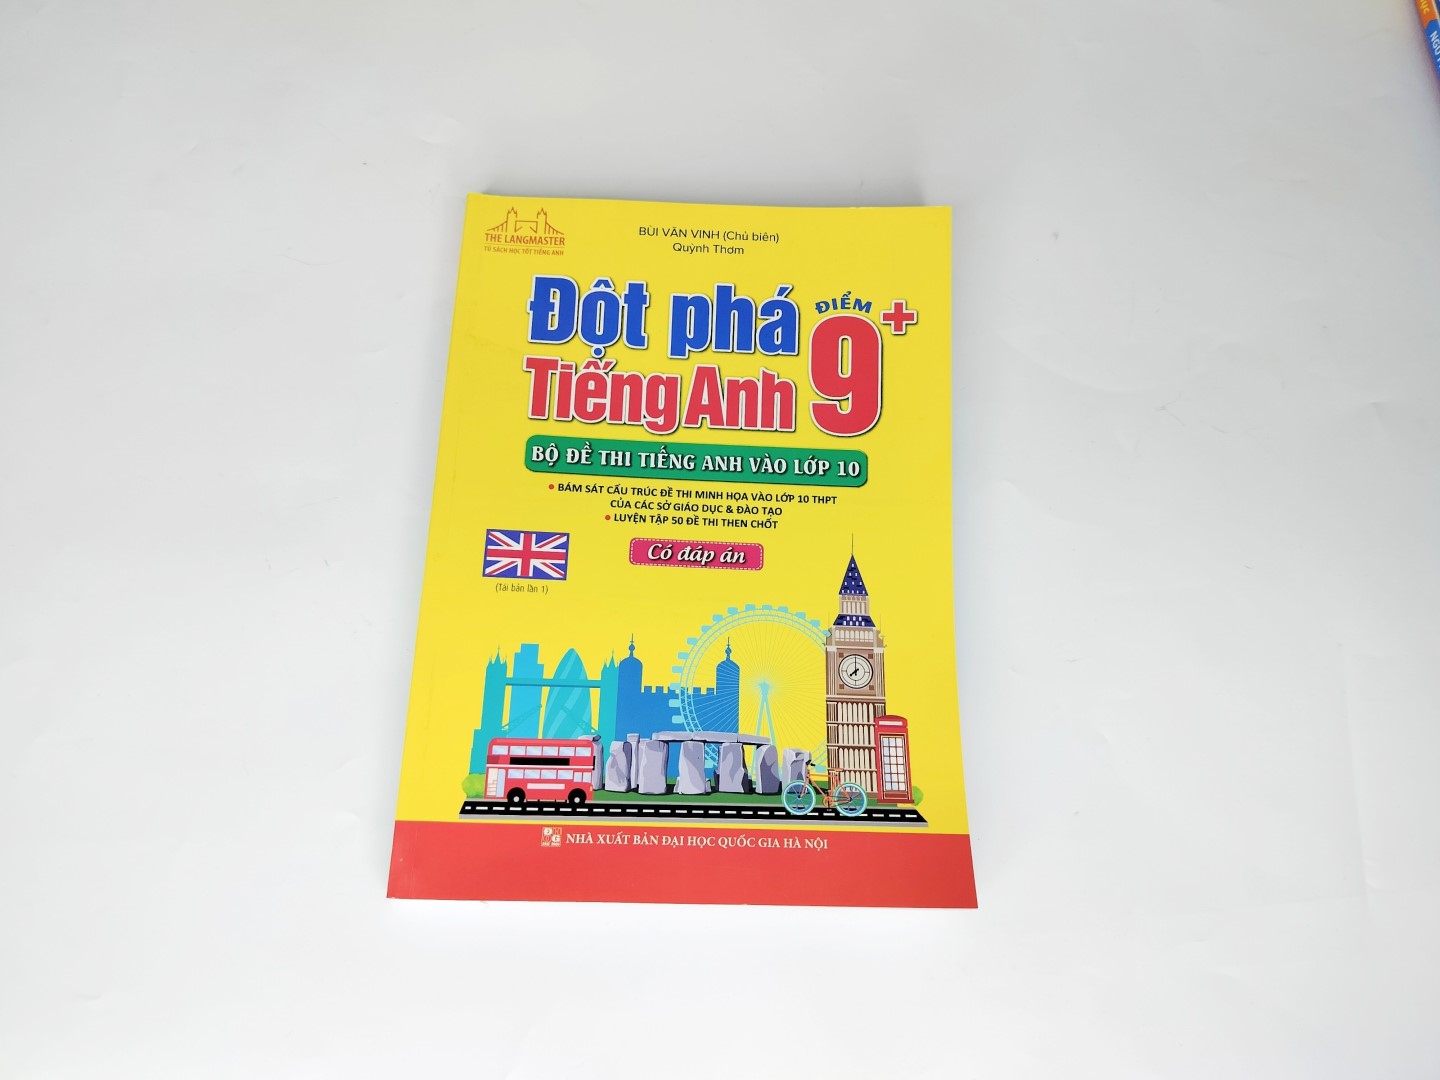 THE LANGMASTER
TỦ SÁCH HỌC TỐT TIẾNG ANH
BÙI VĂN VINH (Chủ biên)
Quỳnh Thơm
Đột phá
ĐIỂM
9+
Tiếng Anh
BỘ ĐỀ THI TIẾNG ANH VÀO LỚP 10
• BÁM SÁT CẤU TRÚC ĐỀ THI MINH HỌA VÀO LỚP 10 THPT
CỦA CÁC SỞ GIÁO DỤC & ĐÀO TẠO
• LUYỆN TẬP 50 ĐỀ THI THEN CHỐT
Có đáp án
(Tái bản lần 1)
NHÀ XUẤT BẢN ĐẠI HỌC QUỐC GIA HÀ NỘI